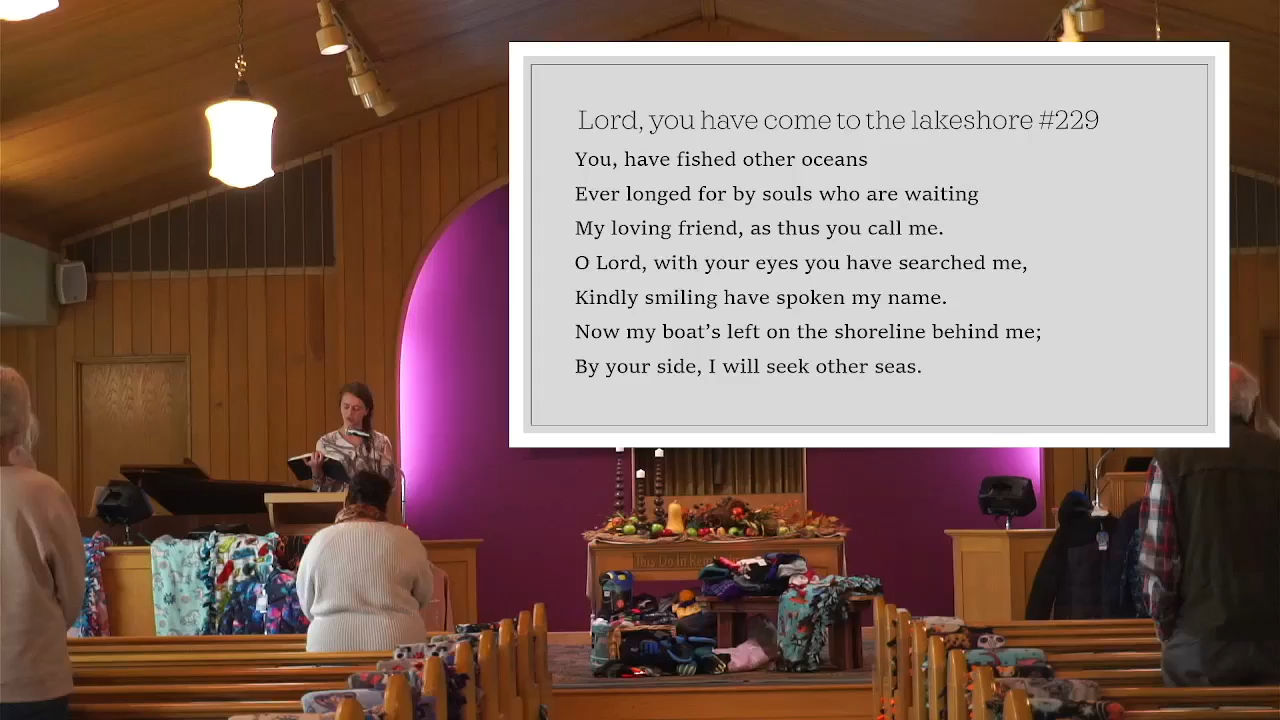 Lord, you have come to the lakeshore #229
You, have fished other oceans
Ever longed for by souls who are waiting
My loving friend, as thus you call me.
O Lord, with your eyes you have searched me,
Kindly smiling have spoken my name.
Now my boat’s left on the shoreline behind me;
By your side, I will seek other seas.
This Do In